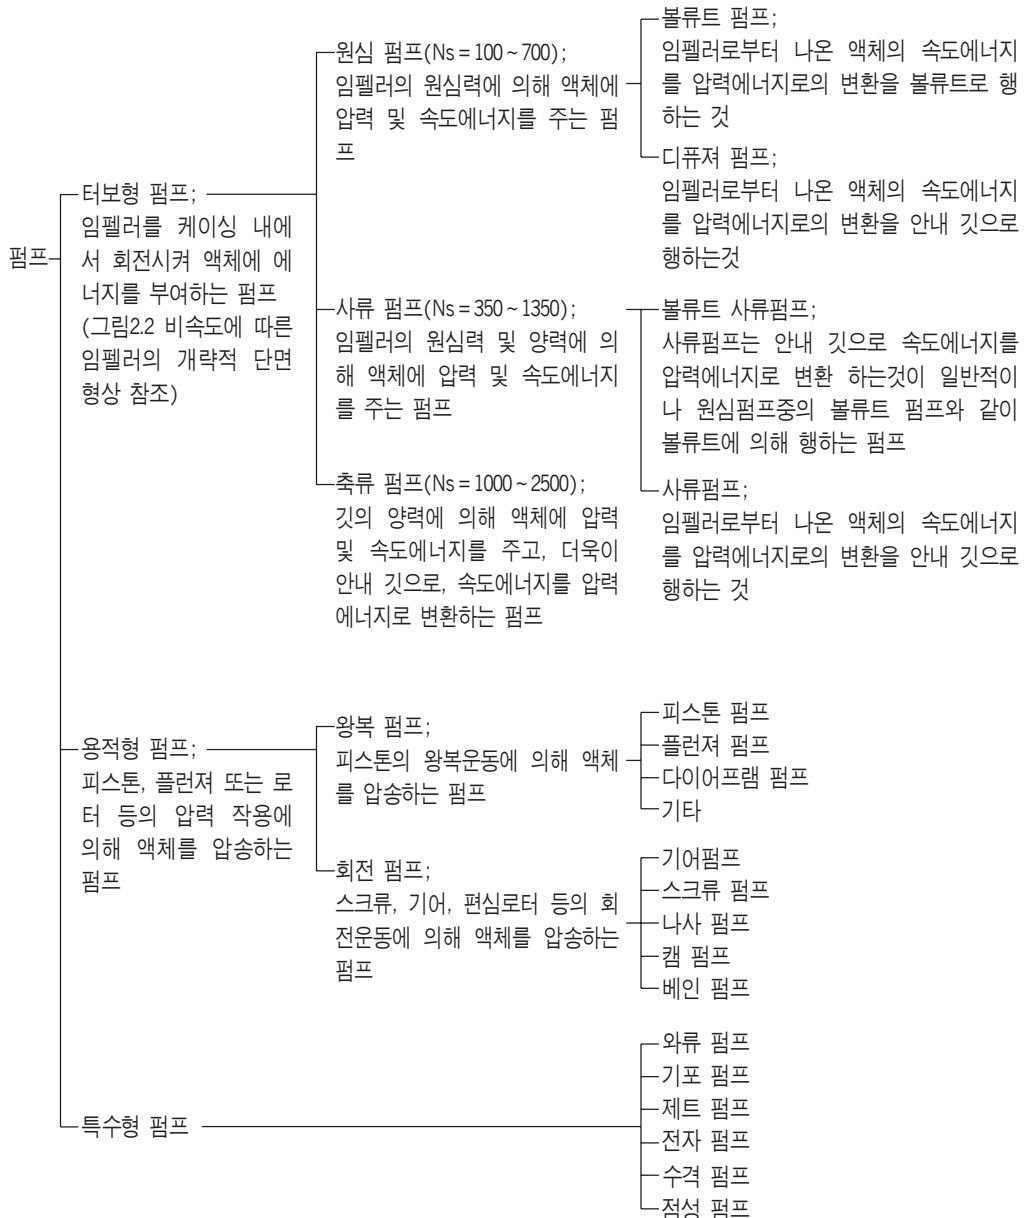 펌프
터보형 펌프;
임펠러를 케이싱 내에
서 회전시켜 액체에 에
너지를 부여하는 펌프
(그림2.2 비속도에 따른
임펠러의 개략적 단면
형상 참조)
원심 펌프(Ns = 100 ~ 700);
임펠러의 원심력에 의해 액체에
압력 및 속도에너지를 주는 펌
프
볼류트 펌프;
임펠러로부터 나온 액체의 속도에너지
를 압력에너지로의 변환을 볼류트로 행
하는 것
디퓨져 펌프;
임펠러로부터 나온 액체의 속도에너지
를 압력에너지로의 변환을 안내 깃으로
행하는것
사류 펌프(Ns = 350 ~ 1350);
임펠러의 원심력 및 양력에 의
해 액체에 압력 및 속도에너지
를 주는 펌프
볼류트 사류펌프;
사류펌프는 안내 깃으로 속도에너지를
압력에너지로 변환 하는것이 일반적이
나 원심펌프중의 볼류트 펌프와 같이
볼류트에 의해 행하는 펌프
사류펌프;
임펠러로부터 나온 액체의 속도에너지
를 압력에너지로의 변환을 안내 깃으로
행하는 것
축류 펌프(Ns = 1000 ~ 2500);
깃의 양력에 의해 액체에 압력
및 속도에너지를 주고, 더욱이
안내 깃으로, 속도에너지를 압력
에너지로 변환하는 펌프
용적형 펌프;
피스톤, 플런져 또는 로
터 등의 압력 작용에
의해 액체를 압송하는
펌프
왕복 펌프;
피스톤의 왕복운동에 의해 액체
를 압송하는 펌프
피스톤 펌프
플런져 펌프
다이어프램 펌프
기타
회전 펌프;
스크류, 기어, 편심로터 등의 회
전운동에 의해 액체를 압송하는
펌프
기어펌프
스크류 펌프
나사 펌프
캠 펌프
베인 펌프
특수형 펌프
와류 펌프
기포 펌프
제트 펌프
전자 펌프
수격 펌프
점성 펌프